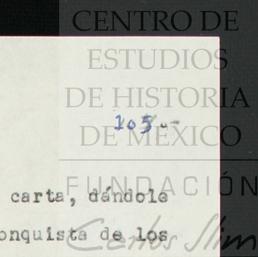 CENTRO DE
ESTUDIOS
DE HISTORIA
DE MÉXICO
105.-
FUNDACIÓN
carta, dándole
Carlos Slim
onquista de los